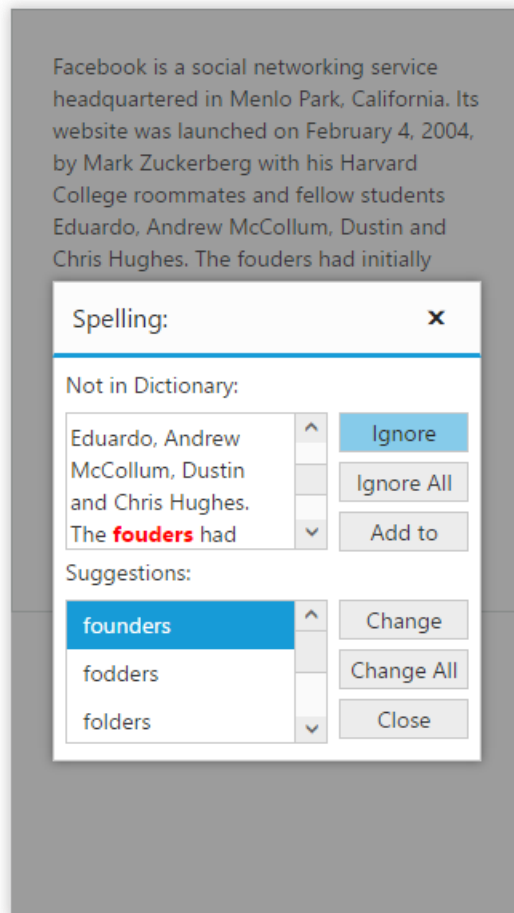 Facebook is a social networking service
headquartered in Menlo Park, California. Its
website was launched on February 4, 2004,
by Mark Zuckerberg with his Harvard
College roommates and fellow students
Eduardo, Andrew McCollum, Dustin and
Chris Hughes. The fouders had initially
Spelling:
Not in Dictionary:
Eduardo, Andrew
McCollum, Dustin
and Chris Hughes.
The fouders had
Ignore
Ignore All
Add to
Suggestions:
founders
fodders
folders
Change
Change All
Close